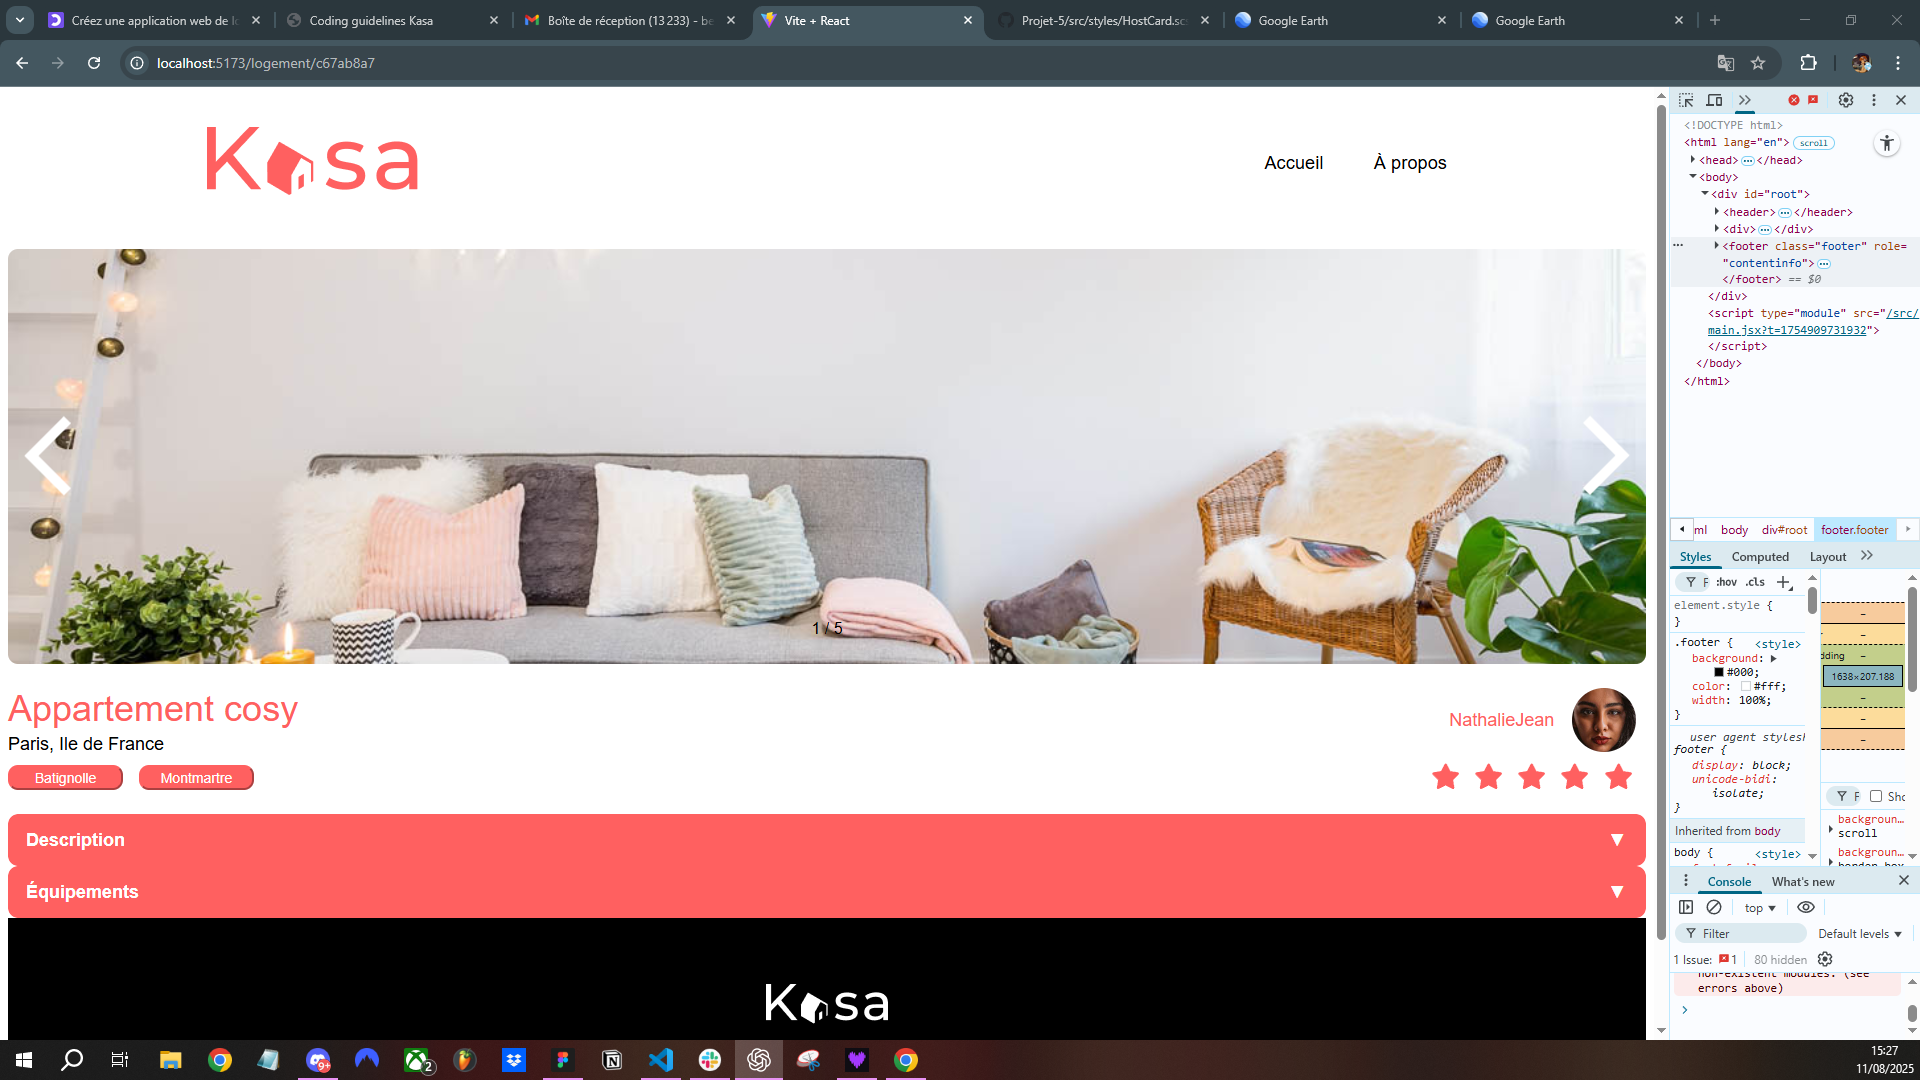 Créez une application web de lo
Coding guidelines Kasa
Boîte de réception (13 233) - be
Vite + React
Projet-5/src/styles/HostCard.sc
Google Earth
Google Earth
localhost:5173/logement/c67ab8a7
Kasa
Accueil
À propos
1 / 5
Appartement cosy
Paris, Ile de France
Batignolle
Montmartre
NathalieJean
Description
Équipements
Kasa
<!DOCTYPE html>
<html lang="en"> scroll
<head> </head>
<body>
<div id="root">
<header> </header>
<div> </div>
<footer class="footer" role=
"contentinfo">
</footer> == $0
</div>
<script type="module" src="/src/
main.jsx?t=1754909731932">
</script>
</body>
</html>
ml body div#root footer.footer
Styles Computed Layout
F :hov .cls
element.style {
}
.footer { <style>
background:
#000;
color: #fff;
width: 100%;
}
user agent stylesh
footer {
display: block;
unicode-bidi:
isolate;
}
Inherited from body
body { <style>
dding
1638×207.188
F Sho
backgroun…
scroll
backgroun…
Console What's new
top
Filter Default levels
1 Issue: 1 80 hidden
non-existent modules. (see
errors above)
9+
2
15:27
11/08/2025